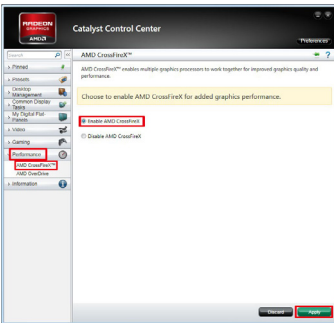 RADEON
GRAPHICS
AMD
Catalyst Control Center
Preferences
Search
AMD CrossFireX™
Pinned
Presets
Desktop
Management
Common Display
Tasks
My Digital Flat-
Panels
Video
Gaming
Performance
AMD CrossFireX™
AMD OverDrive
Information
AMD CrossFireX™ enables multiple graphics processors to work together for improved graphics quality and
performance.
Choose to enable AMD CrossFireX for added graphics performance.
Enable AMD CrossFireX
Disable AMD CrossFireX
Discard
Apply